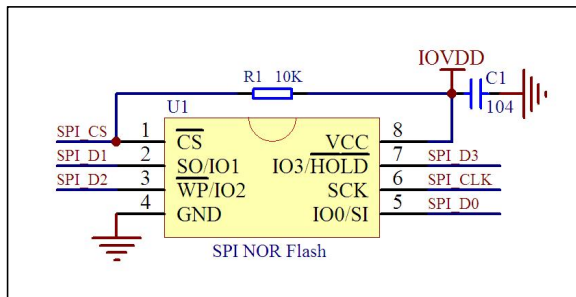 IOVDD
R1 10K
C1
104
U1
SPI_CS 1 CS VCC 8
SPI_D1 2 SO/IO1 IO3/HOLD 7 SPI_D3
SPI_D2 3 WP/IO2 SCK 6 SPI_CLK
4 GND IO0/SI 5 SPI_D0
SPI NOR Flash